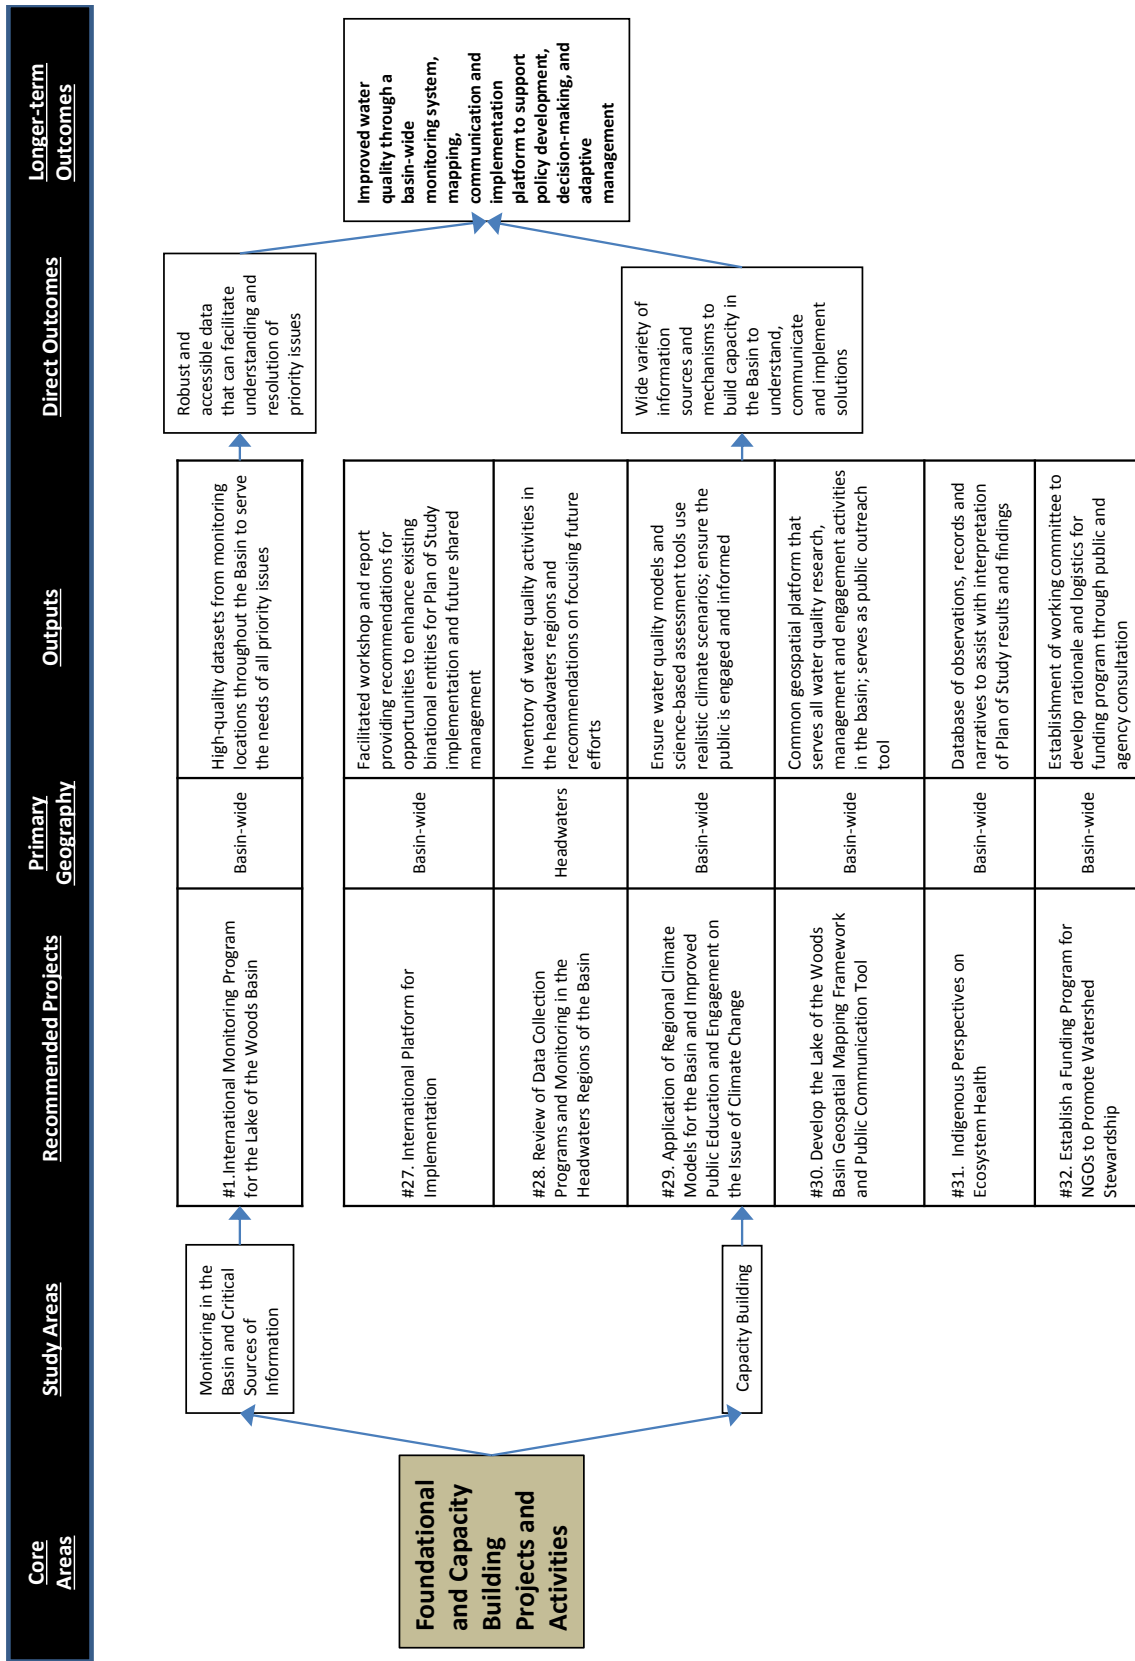 Core
Areas
Study Areas
Recommended Projects
Primary
Geography
Outputs
Direct Outcomes
Longer-term
Outcomes
Foundational
and Capacity
Building
Projects and
Activities
Monitoring in the
Basin and Critical
Sources of
Information
#1.International Monitoring Program
for the Lake of the Woods Basin
Basin-wide
High-quality datasets from monitoring
locations throughout the Basin to serve
the needs of all priority issues
Robust and
accessible data
that can facilitate
understanding and
resolution of
priority issues
Capacity Building
#27. International Platform for
Implementation
Basin-wide
Facilitated workshop and report
providing recommendations for
opportunities to enhance existing
binational entities for Plan of Study
implementation and future shared
management
#28. Review of Data Collection
Programs and Monitoring in the
Headwaters Regions of the Basin
Headwaters
Inventory of water quality activities in
the headwaters regions and
recommendations on focusing future
efforts
#29. Application of Regional Climate
Models for the Basin and Improved
Public Education and Engagement on
the Issue of Climate Change
Basin-wide
Ensure water quality models and
science-based assessment tools use
realistic climate scenarios; ensure the
public is engaged and informed
#30. Develop the Lake of the Woods
Basin Geospatial Mapping Framework
and Public Communication Tool
Basin-wide
Common geospatial platform that
serves all water quality research,
management and engagement activities
in the basin; serves as public outreach
tool
#31. Indigenous Perspectives on
Ecosystem Health
Basin-wide
Database of observations, records and
narratives to assist with interpretation
of Plan of Study results and findings
#32. Establish a Funding Program for
NGOs to Promote Watershed
Stewardship
Basin-wide
Establishment of working committee to
develop rationale and logistics for
funding program through public and
agency consultation
Wide variety of
information
sources and
mechanisms to
build capacity in
the Basin to
understand,
communicate
and implement
solutions
Improved water
quality through a
basin-wide
monitoring system,
mapping,
communication and
implementation
platform to support
policy development,
decision-making, and
adaptive
management